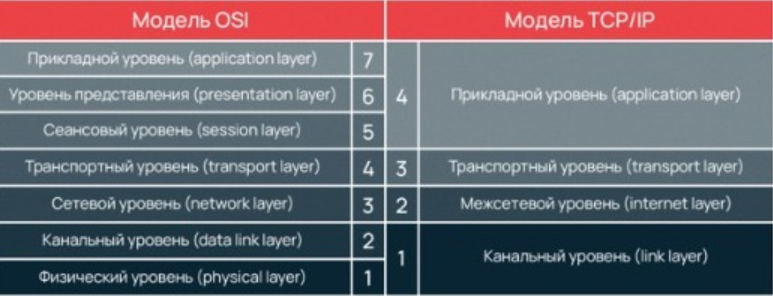 Модель OSI
Модель TCP/IP
Прикладной уровень (application layer) 7
Уровень представления (presentation layer) 6
Сеансовый уровень (session layer) 5
4 Прикладной уровень (application layer)
Транспортный уровень (transport layer) 4
3 Транспортный уровень (transport layer)
Сетевой уровень (network layer) 3
2 Межсетевой уровень (internet layer)
Канальный уровень (data link layer) 2
Физический уровень (physical layer) 1
1 Канальный уровень (link layer)